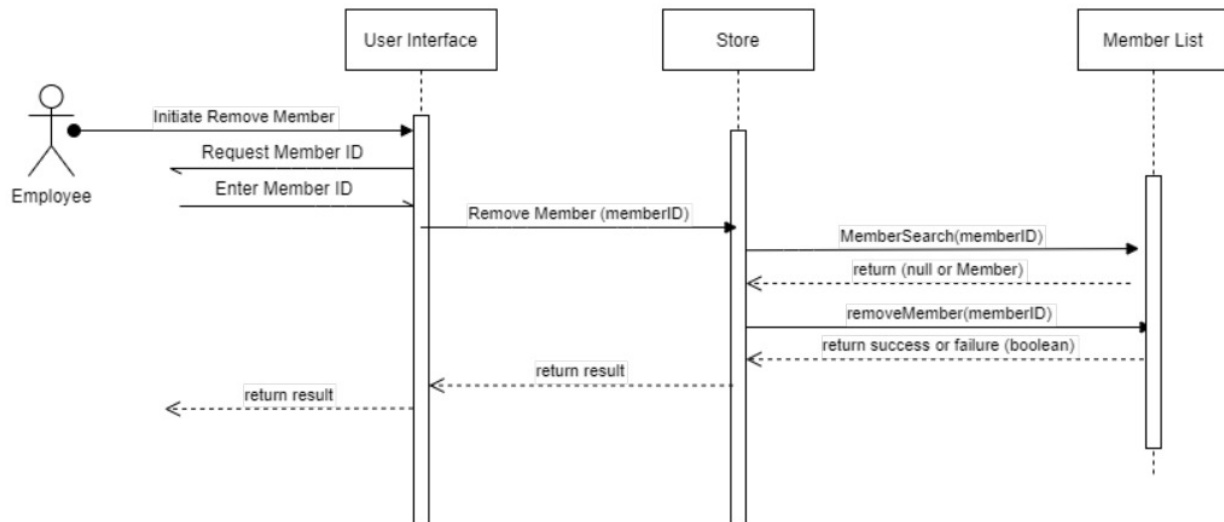 User Interface
Store
Member List
Initiate Remove Member
Request Member ID
Employee
Enter Member ID
Remove Member (memberID)
MemberSearch(memberID)
return (null or Member)
removeMember(memberID)
return success or failure (boolean)
return result
return result